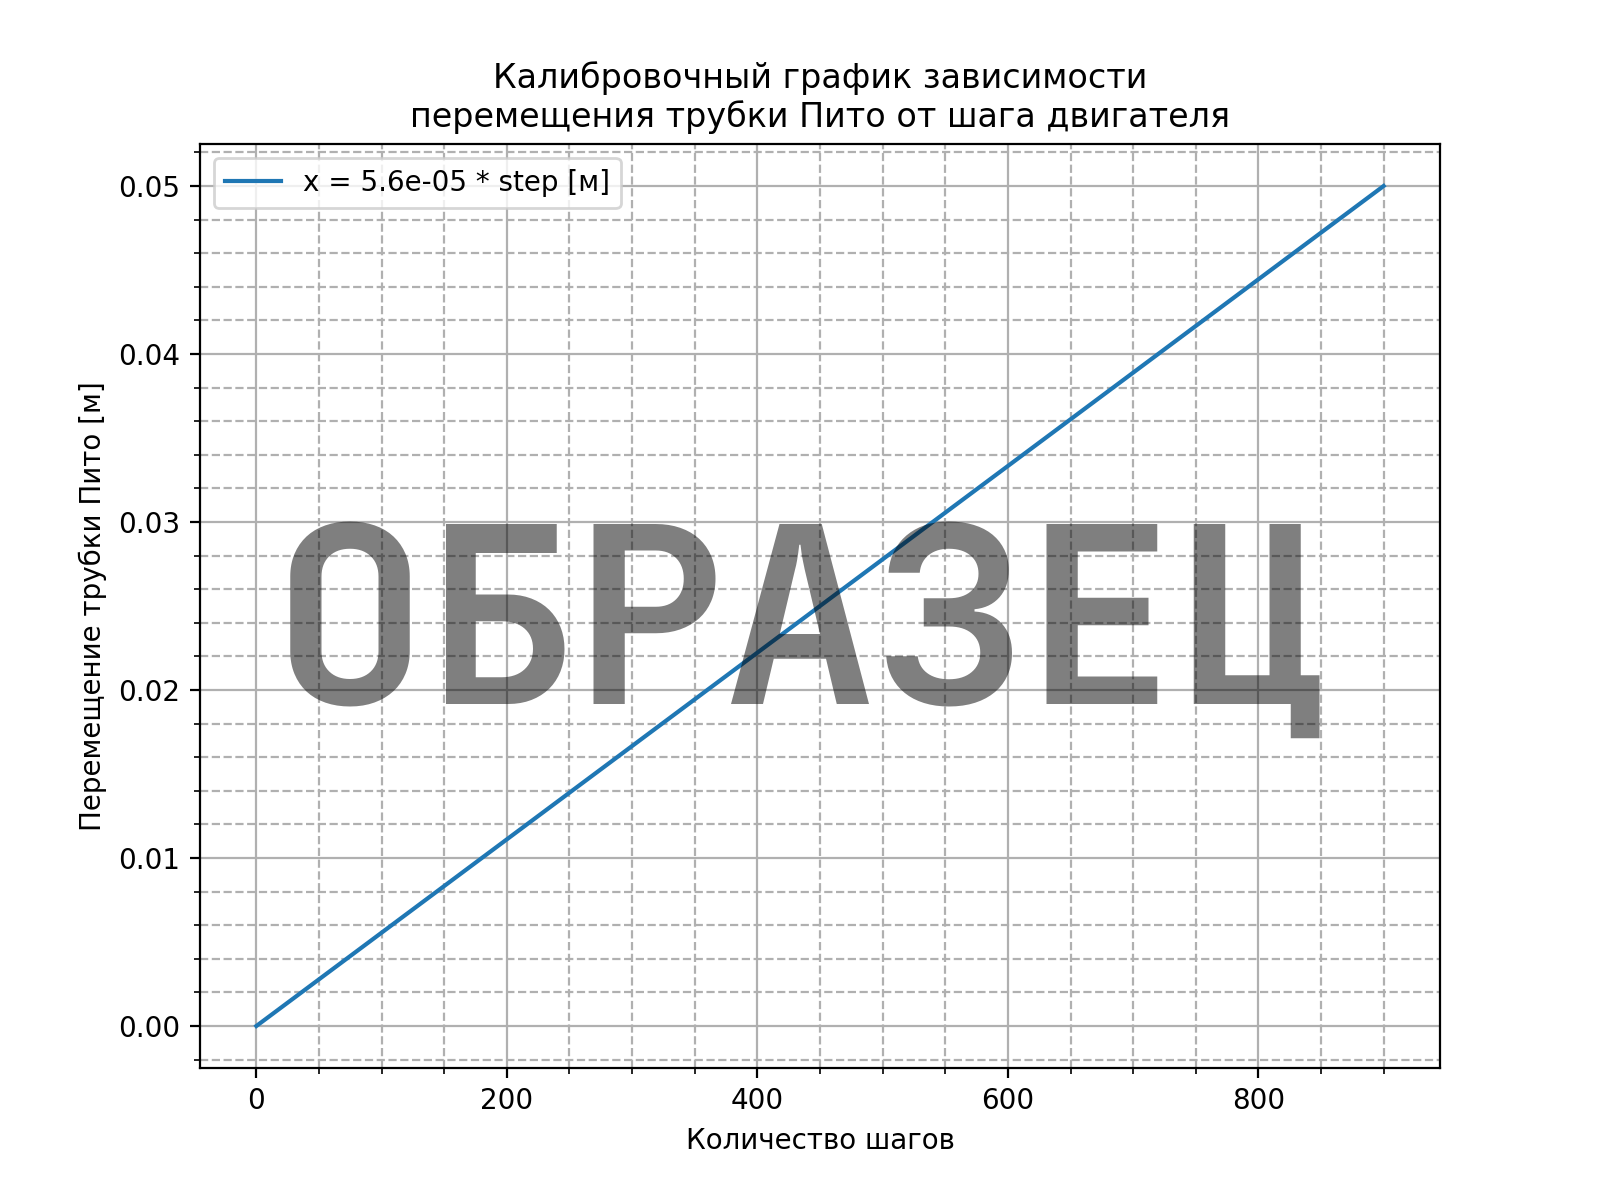 Калибровочный график зависимости
перемещения трубки Пито от шага двигателя
x = 5.6e-05 * step [м]
0.05
0.04
0.03
0.02
0.01
0.00
Перемещение трубки Пито [м]
ОБРАЗЕЦ
0 200 400 600 800
Количество шагов